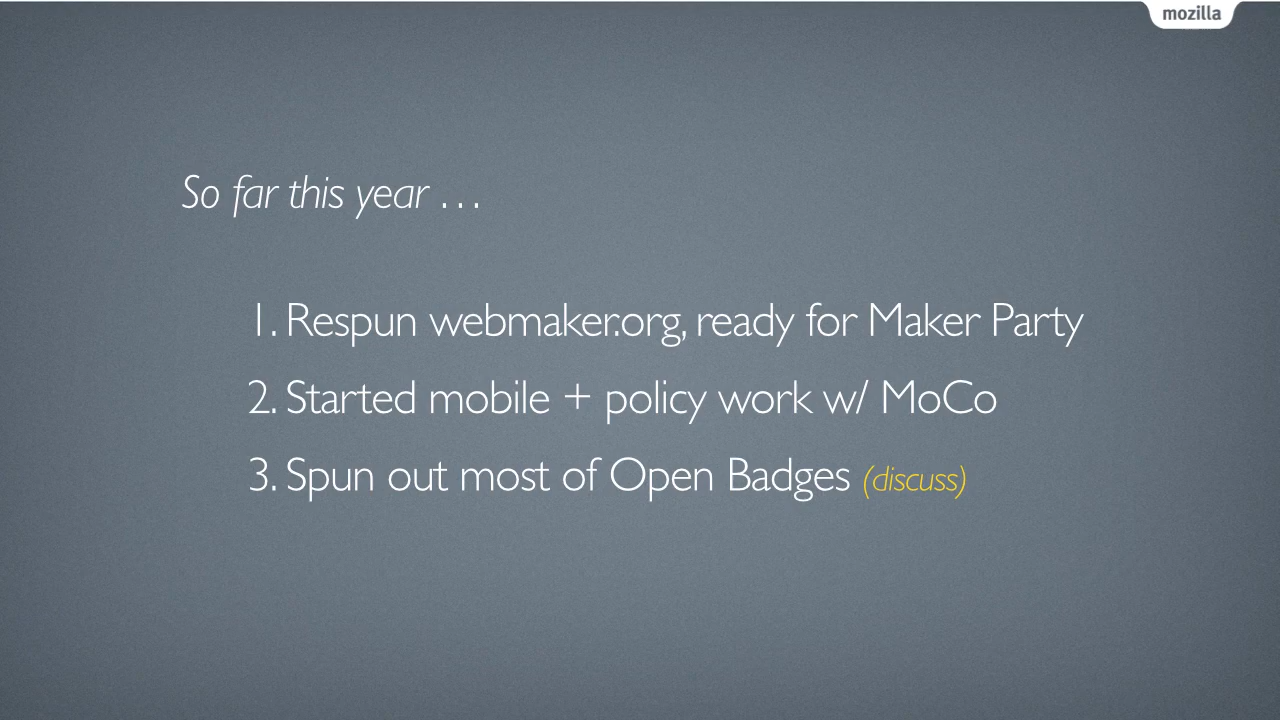 mozilla
So far this year . . .
1. Respun webmaker.org, ready for Maker Party
2. Started mobile + policy work w/ MoCo
3. Spun out most of Open Badges (discuss)